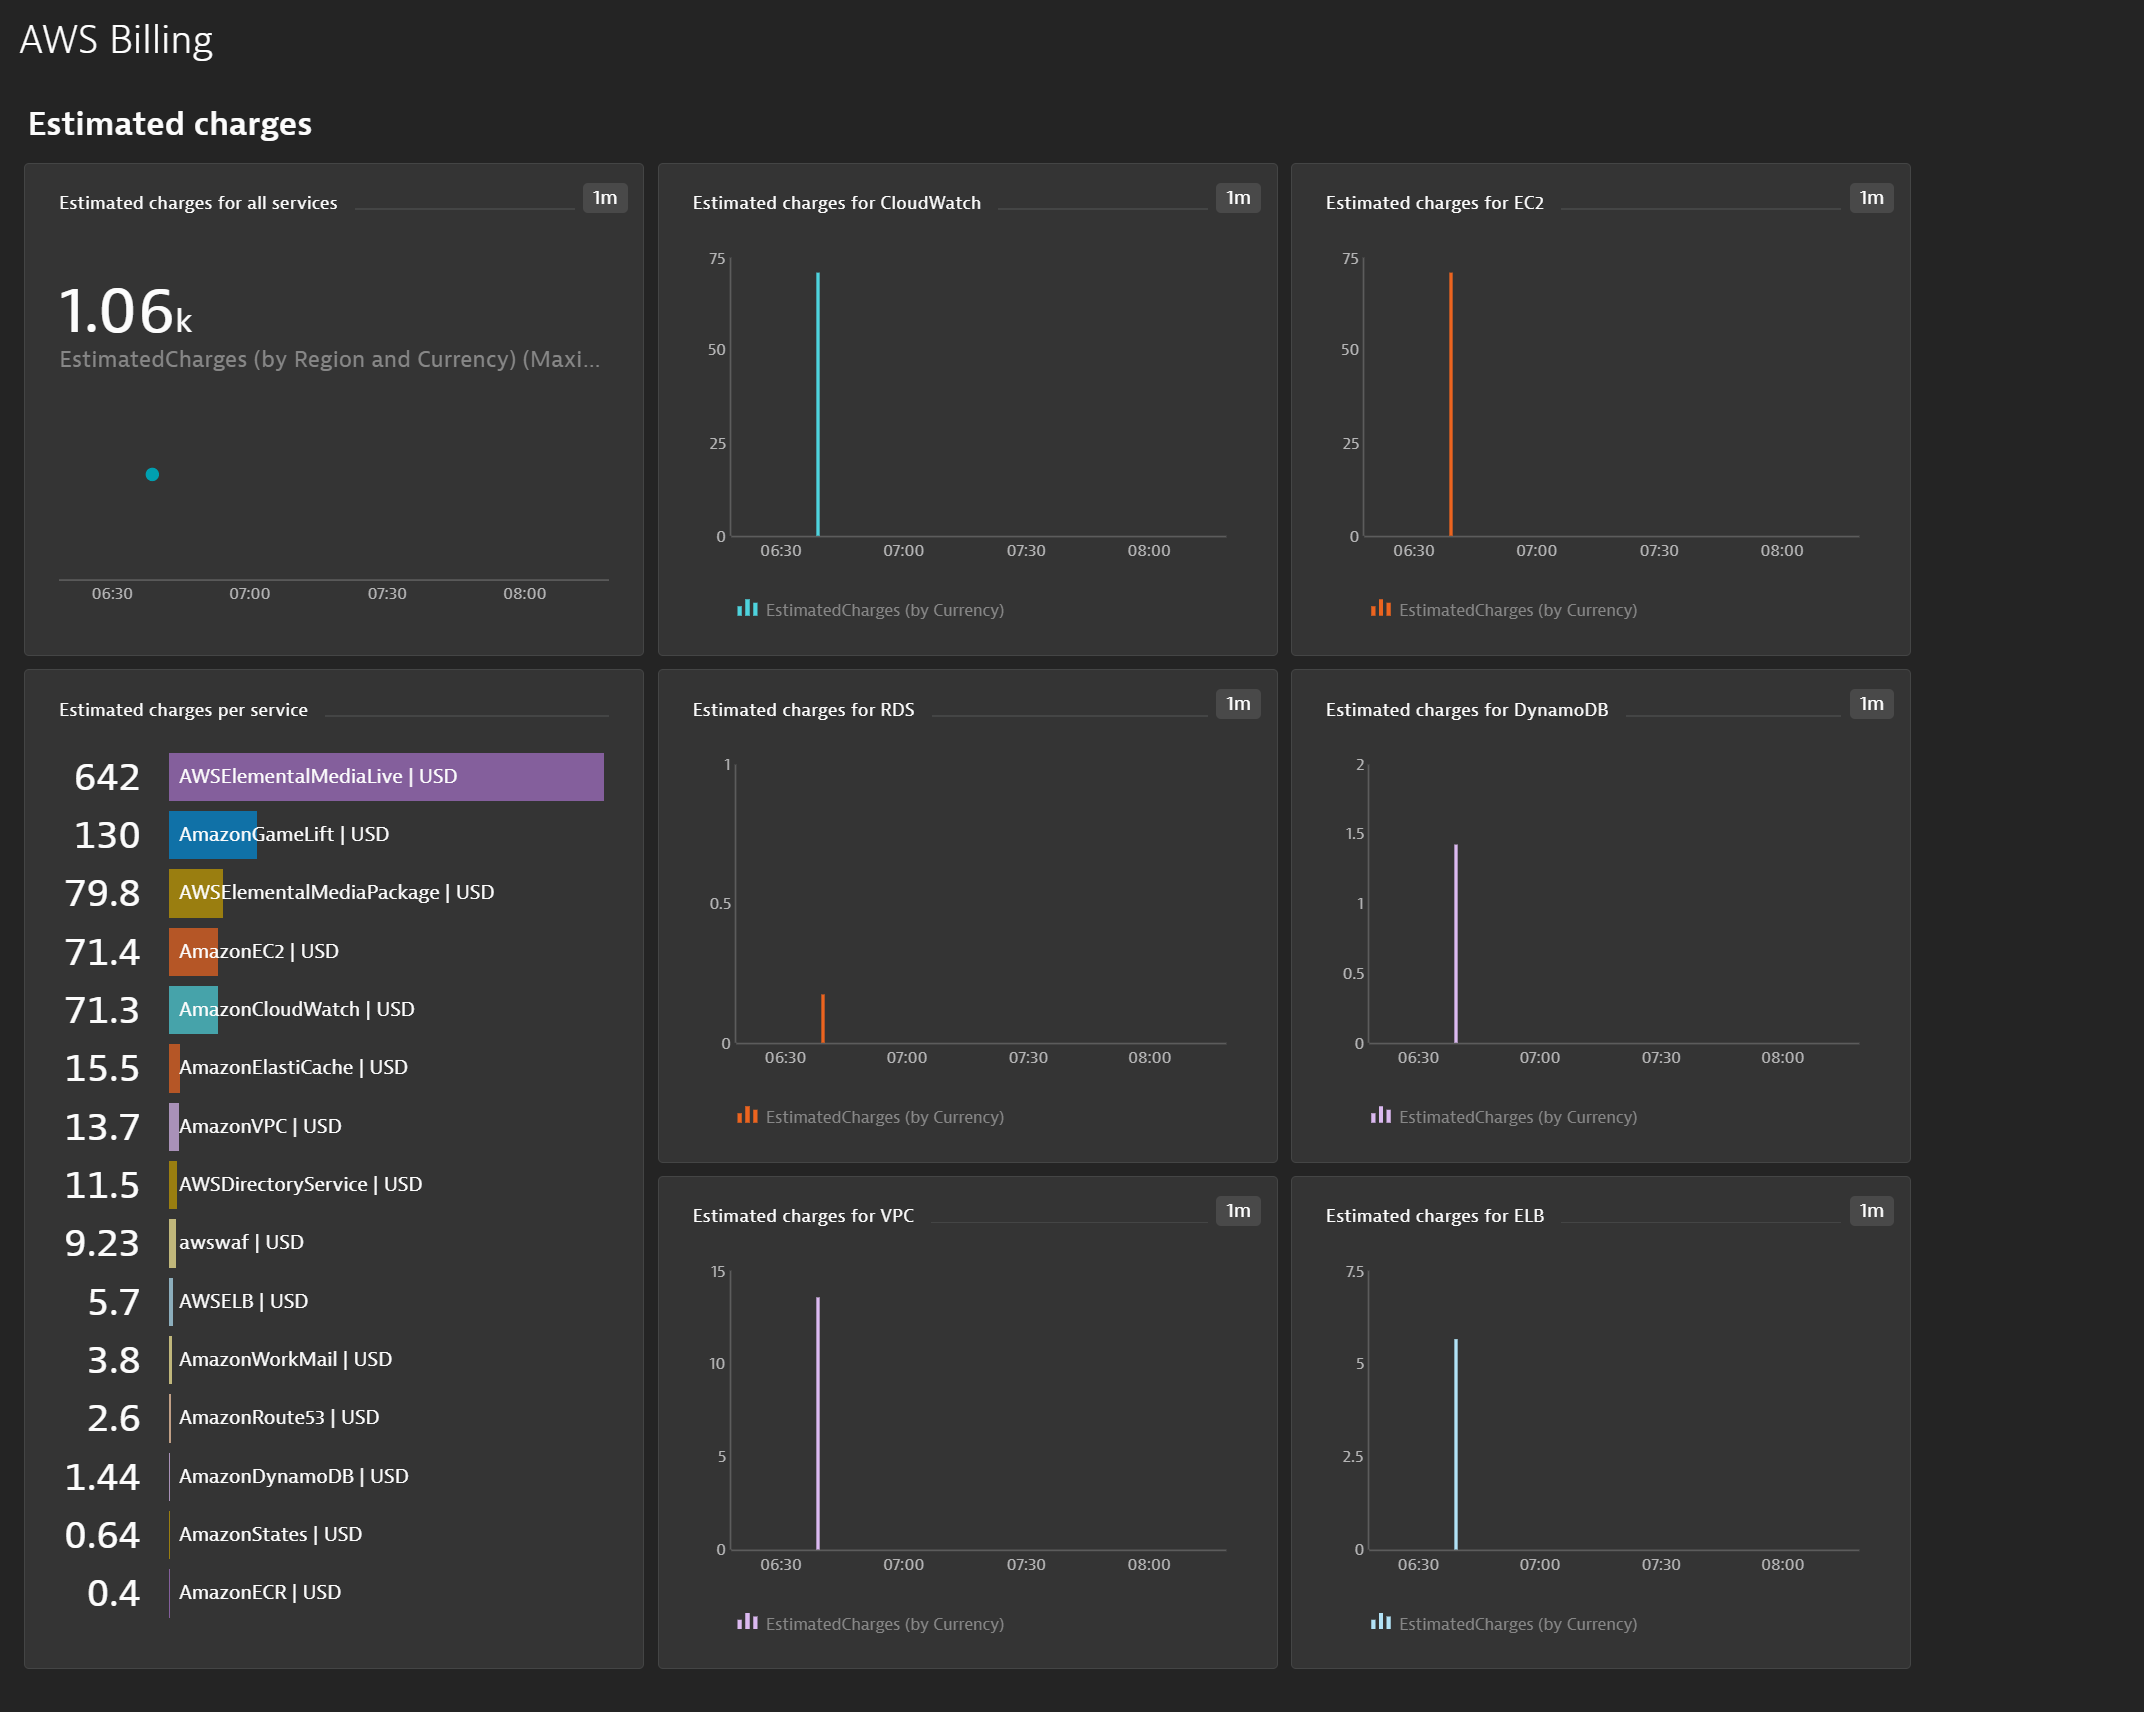 AWS Billing
Estimated charges
Estimated charges for all services
1m
1.06k
EstimatedCharges (by Region and Currency) (Maxi...
06:30 07:00 07:30 08:00
Estimated charges for CloudWatch
1m
75
50
25
0
06:30 07:00 07:30 08:00
EstimatedCharges (by Currency)
Estimated charges for EC2
1m
75
50
25
0
06:30 07:00 07:30 08:00
EstimatedCharges (by Currency)
Estimated charges per service
642 AWSElementalMediaLive | USD
130 AmazonGameLift | USD
79.8 AWSElementalMediaPackage | USD
71.4 AmazonEC2 | USD
71.3 AmazonCloudWatch | USD
15.5 AmazonElastiCache | USD
13.7 AmazonVPC | USD
11.5 AWSDirectoryService | USD
9.23 awswaf | USD
5.7 AWSELB | USD
3.8 AmazonWorkMail | USD
2.6 AmazonRoute53 | USD
1.44 AmazonDynamoDB | USD
0.64 AmazonStates | USD
0.4 AmazonECR | USD
Estimated charges for RDS
1m
1
0.5
0
06:30 07:00 07:30 08:00
EstimatedCharges (by Currency)
Estimated charges for DynamoDB
1m
2
1.5
1
0.5
0
06:30 07:00 07:30 08:00
EstimatedCharges (by Currency)
Estimated charges for VPC
1m
15
10
5
0
06:30 07:00 07:30 08:00
EstimatedCharges (by Currency)
Estimated charges for ELB
1m
7.5
5
2.5
0
06:30 07:00 07:30 08:00
EstimatedCharges (by Currency)